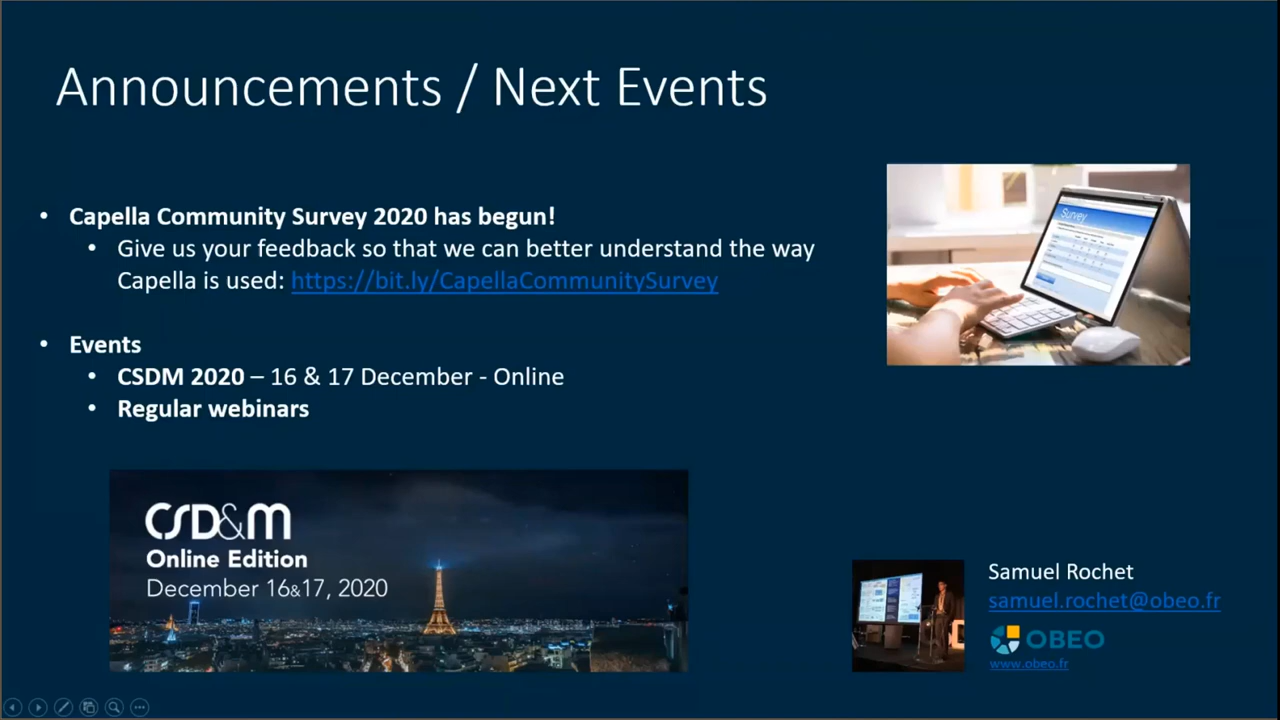 Announcements / Next Events
• Capella Community Survey 2020 has begun!
• Give us your feedback so that we can better understand the way
Capella is used: https://bit.ly/CapellaCommunitySurvey
Survey
• Events
• CSDM 2020 – 16 & 17 December - Online
• Regular webinars
CSD&M
Online Edition
December 16&17, 2020
Samuel Rochet
samuel.rochet@obeo.fr
OBEO
www.obeo.fr